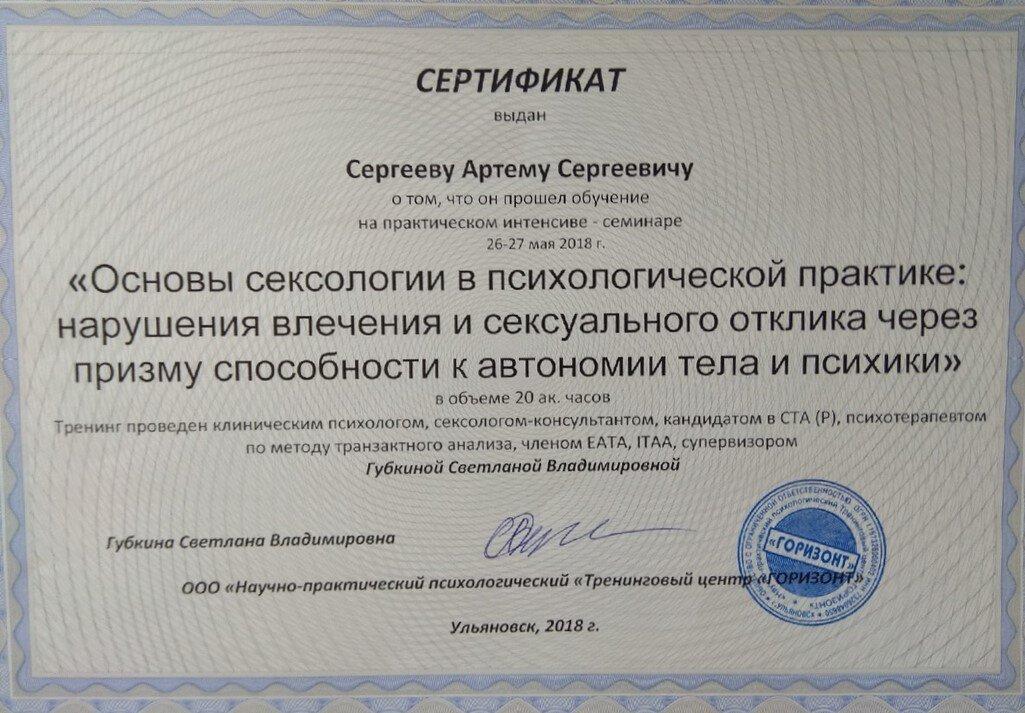 СЕРТИФИКАТ
выдан
Сергееву Артему Сергеевичу
о том, что он прошел обучение
на практическом интенсиве - семинаре
26-27 мая 2018 г.
«Основы сексологии в психологической практике:
нарушения влечения и сексуального отклика через
призму способности к автономии тела и психики»
в объеме 20 ак. часов
Тренинг проведен клиническим психологом, сексологом-консультантом, кандидатом в СТА (Р), психотерапевтом
по методу транзактного анализа, членом ЕАТА, ITAA, супервизором
Губкиной Светланой Владимировной
Губкина Светлана Владимировна
ООО «Научно-практический психологический «Тренинговый центр «ГОРИЗОНТ»
«ГОРИЗОНТ»
Ульяновск, 2018 г.